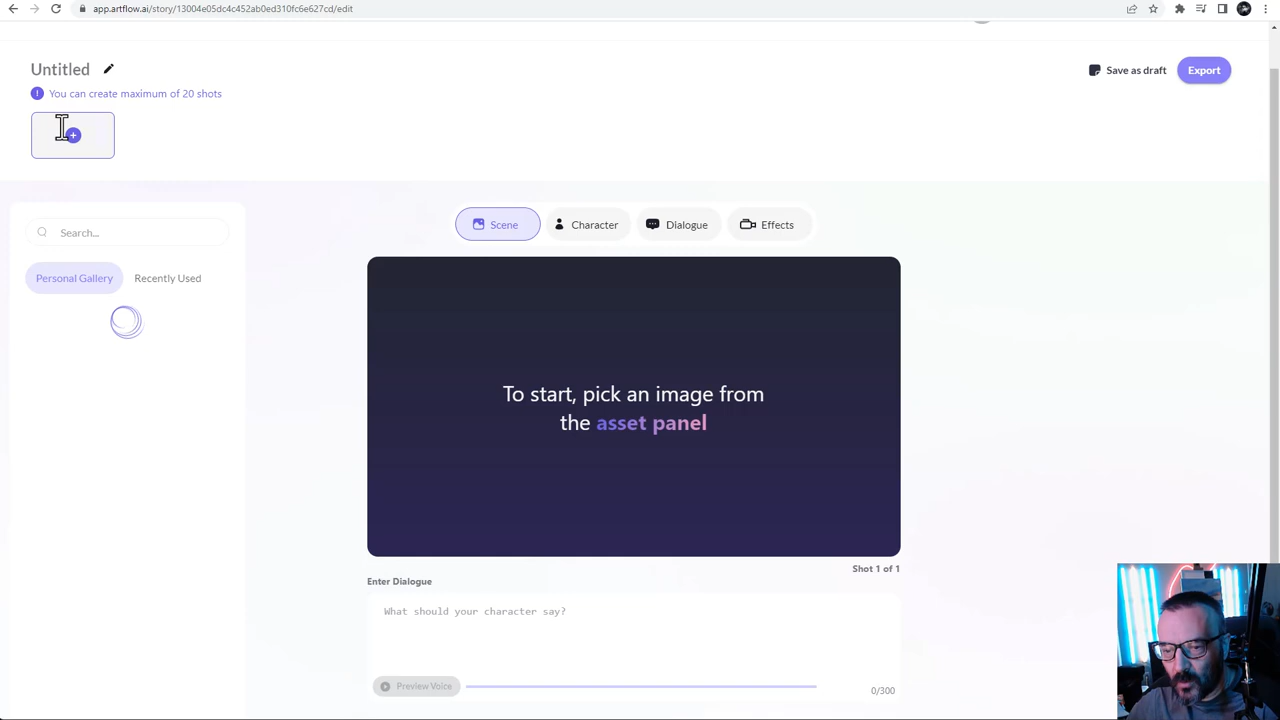 app.artflow.ai/story/13004e05dc4c452ab0ed310fc6e627cd/edit
Untitled
Save as draft
Export
You can create maximum of 20 shots
Search...
Scene
Character
Dialogue
Effects
Personal Gallery
Recently Used
To start, pick an image from
the asset panel
Shot 1 of 1
Enter Dialogue
What should your character say?
Preview Voice
0/300